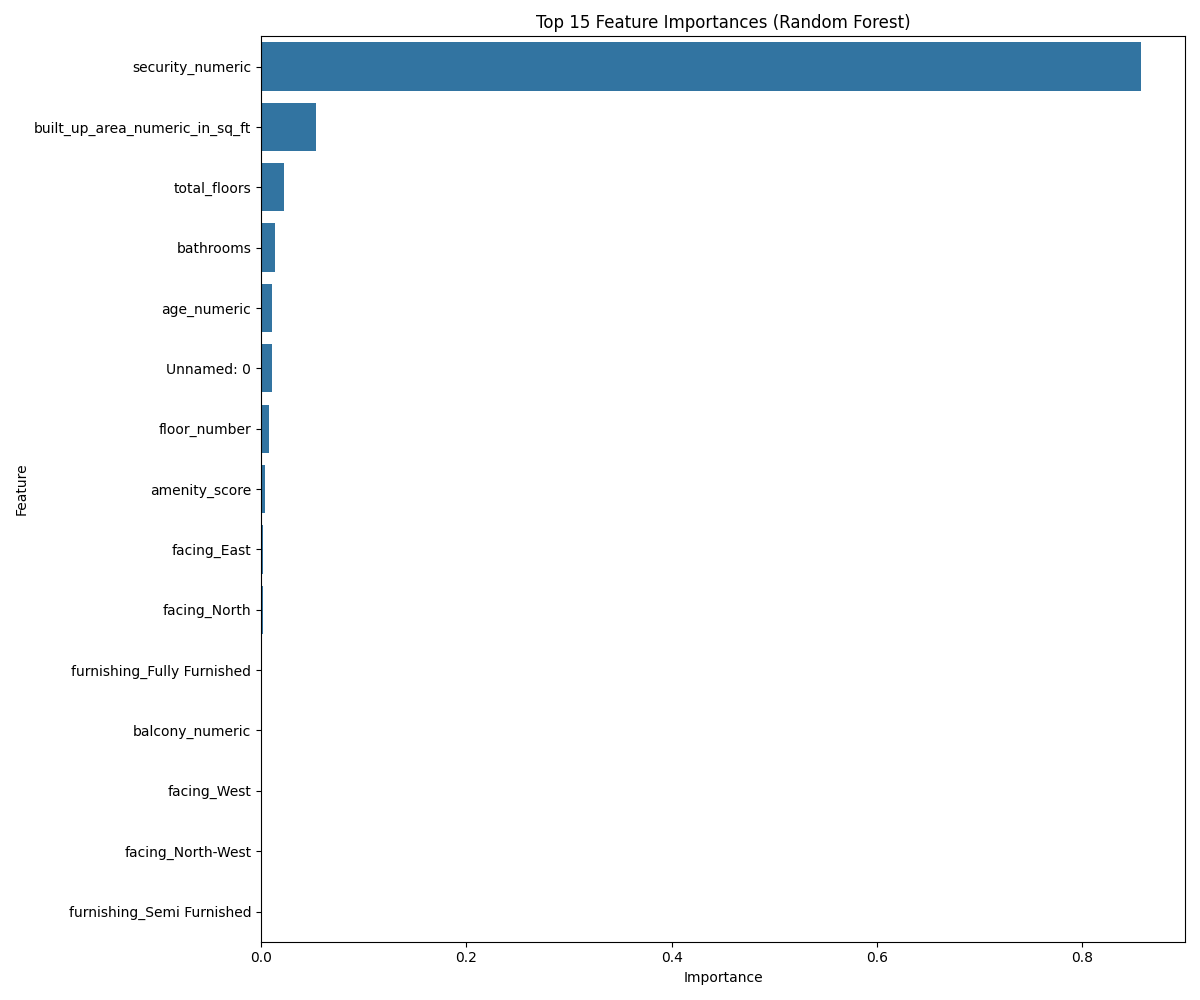 Top 15 Feature Importances (Random Forest)
security_numeric
built_up_area_numeric_in_sq_ft
total_floors
bathrooms
age_numeric
Unnamed: 0
floor_number
amenity_score
facing_East
facing_North
furnishing_Fully Furnished
balcony_numeric
facing_West
facing_North-West
furnishing_Semi Furnished
Feature
0.0 0.2 0.4 0.6 0.8
Importance